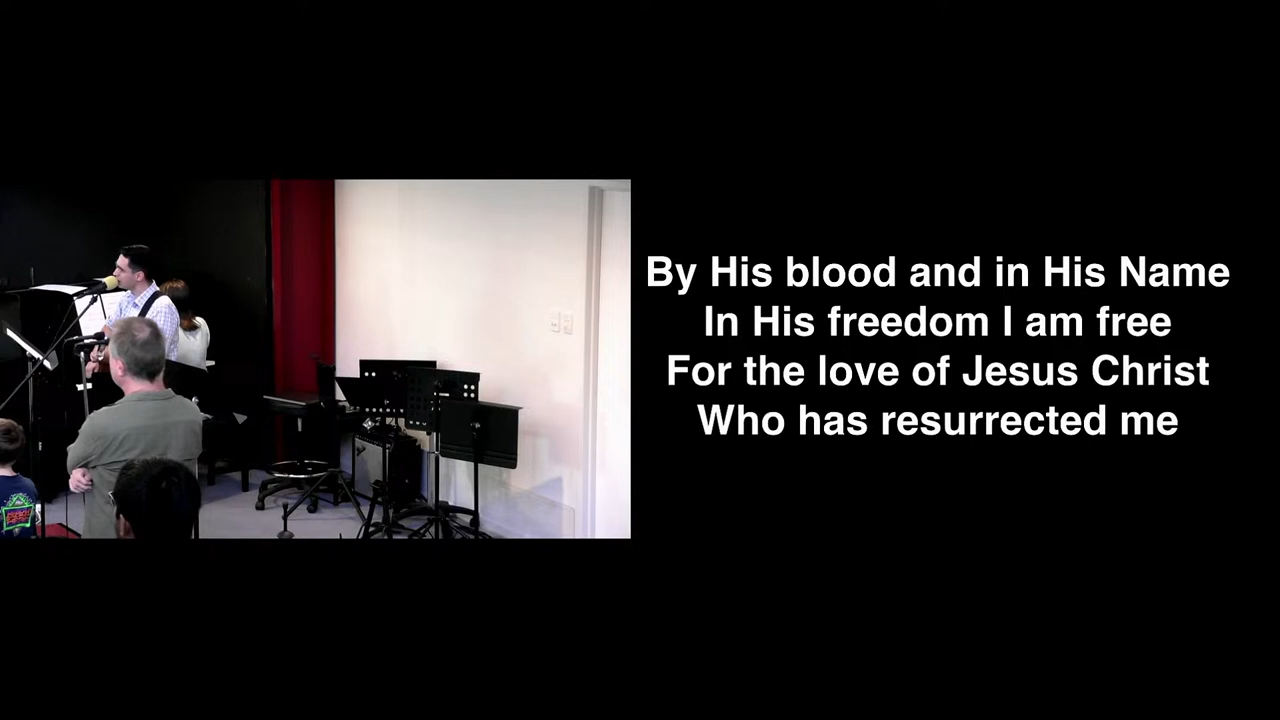 By His blood and in His Name
In His freedom I am free
For the love of Jesus Christ
Who has resurrected me